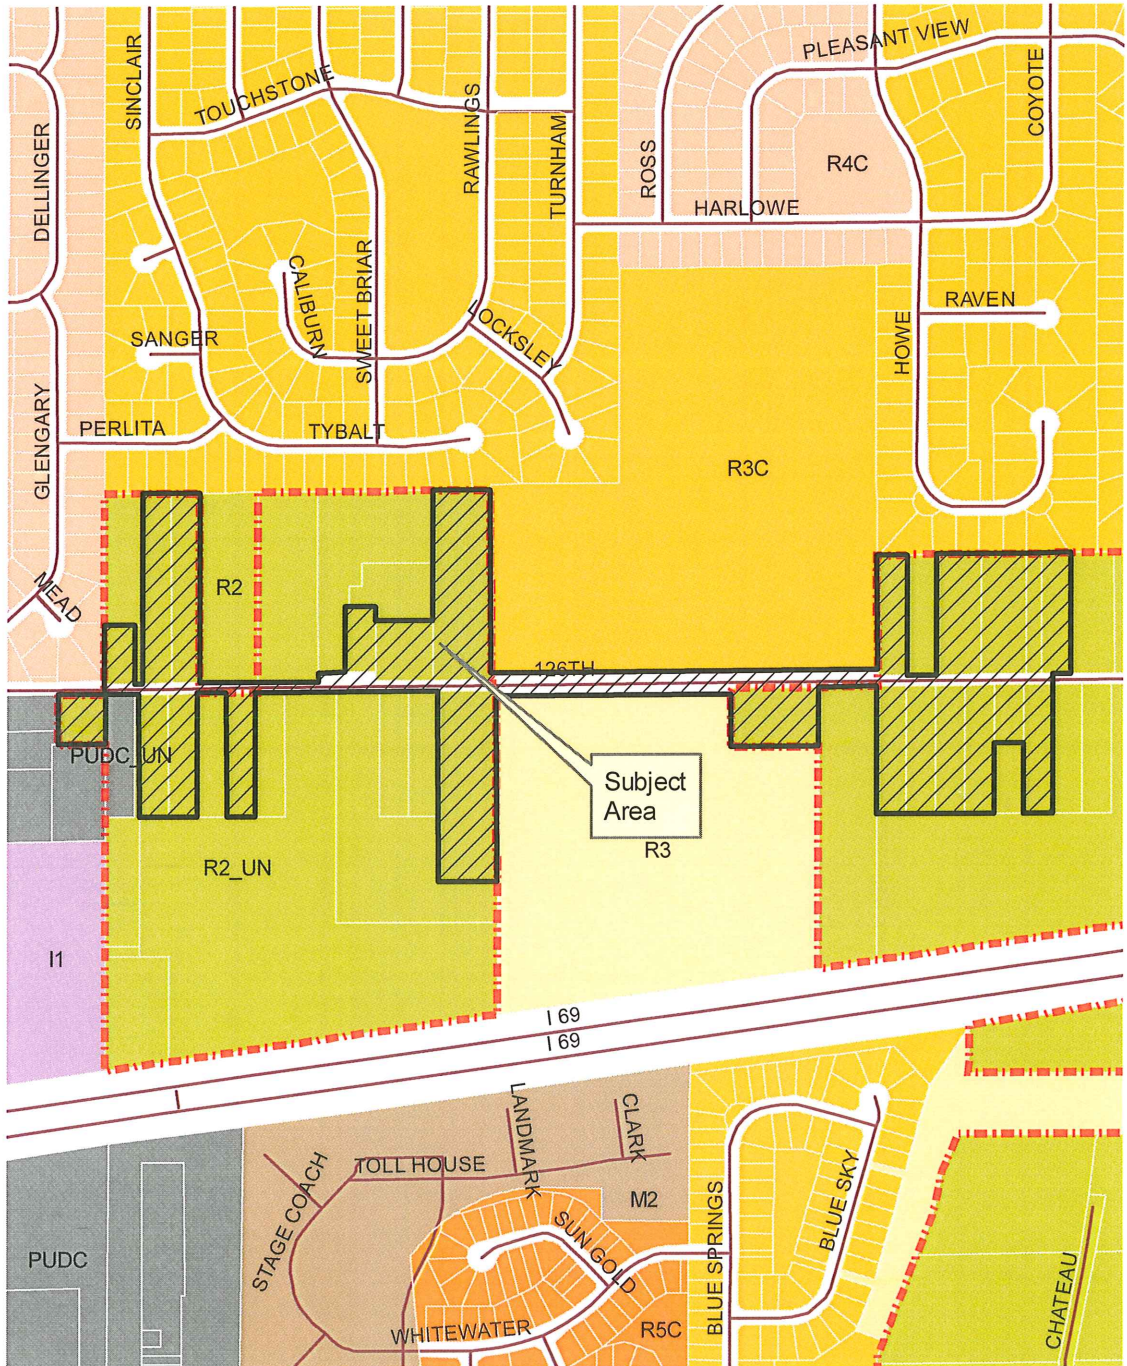 PLEASANT VIEW
SINCLAIR
TOUCHSTONE
RAWLINGS
TURNHAM
COYOTE
DELLINGER
ROSS
R4C
HARLOWE
CALIBURN
SWEET BRIAR
LOCKSLEY
RAVEN
HOWE
SANGER
PERLITA
TYBALT
GLENGARY
R3C
MEAD
R2
126TH
PUDC_UN
Subject
Area
R3
R2_UN
I1
I 69
I 69
I
LANDMARK
CLARK
TOLL HOUSE
STAGE COACH
M2
SUN GOLD
BLUE SPRINGS
BLUE SKY
PUDC
WHITEWATER
R5C
CHATEAU